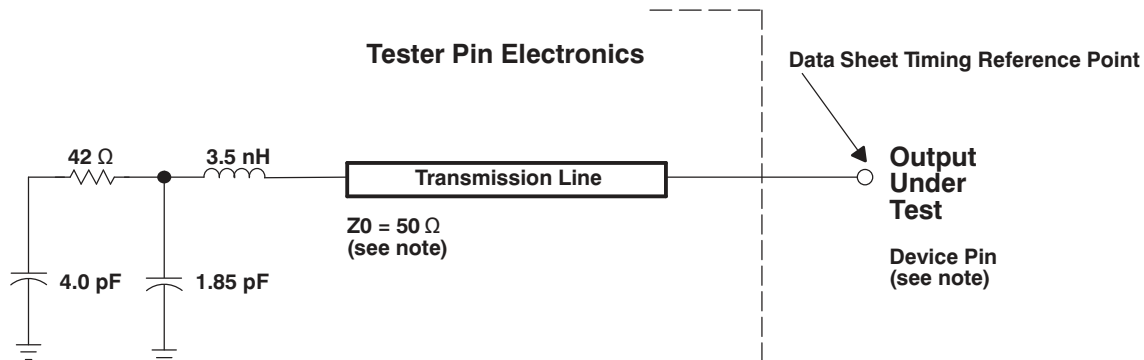 Tester Pin Electronics
Data Sheet Timing Reference Point
42 Ω
3.5 nH
Transmission Line
Output
Under
Test
Z0 = 50 Ω
(see note)
Device Pin
(see note)
4.0 pF
1.85 pF